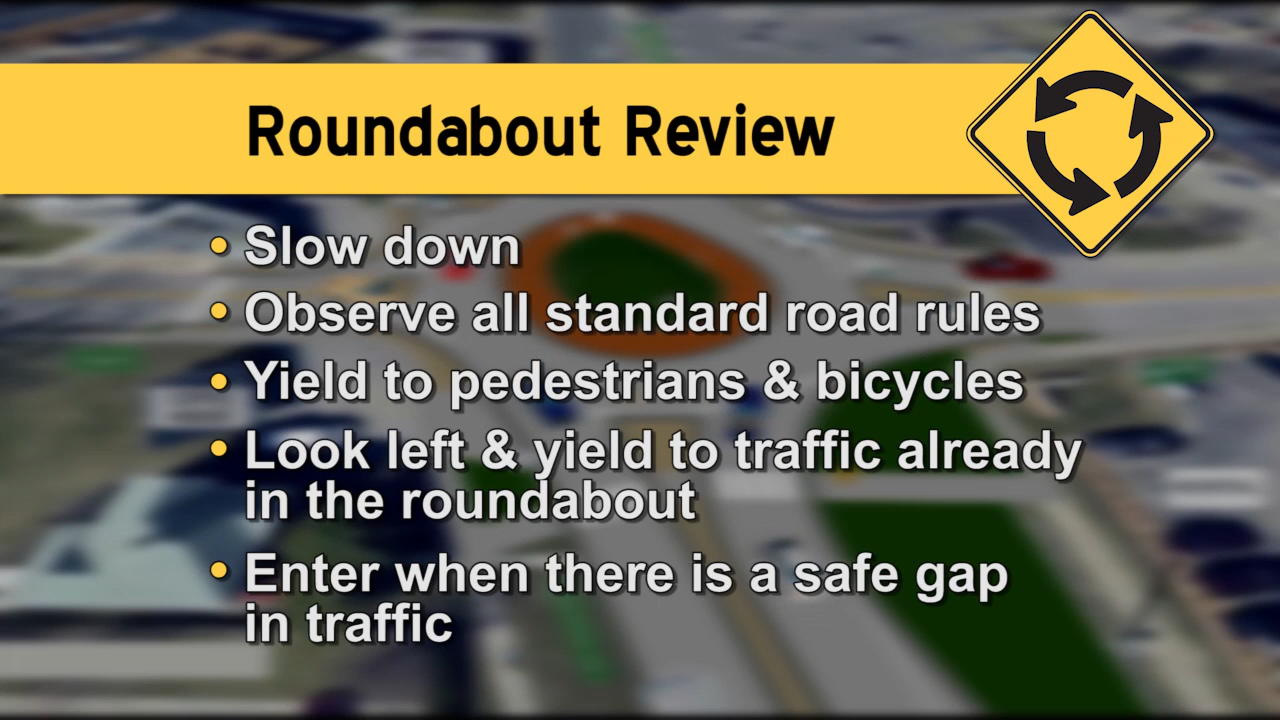 Roundabout Review
• Slow down
• Observe all standard road rules
• Yield to pedestrians & bicycles
• Look left & yield to traffic already
in the roundabout
• Enter when there is a safe gap
in traffic